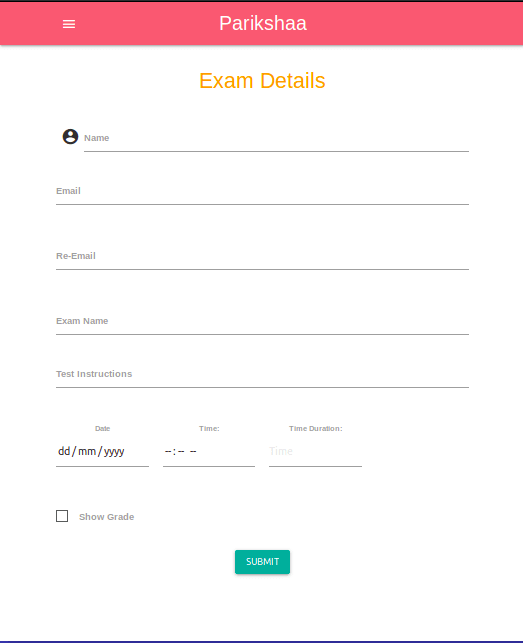 Parikshaa
Exam Details
Name
Email
Re-Email
Exam Name
Test Instructions
Date Time: Time Duration:
dd/mm/yyyy --:-- -- Time
Show Grade
SUBMIT